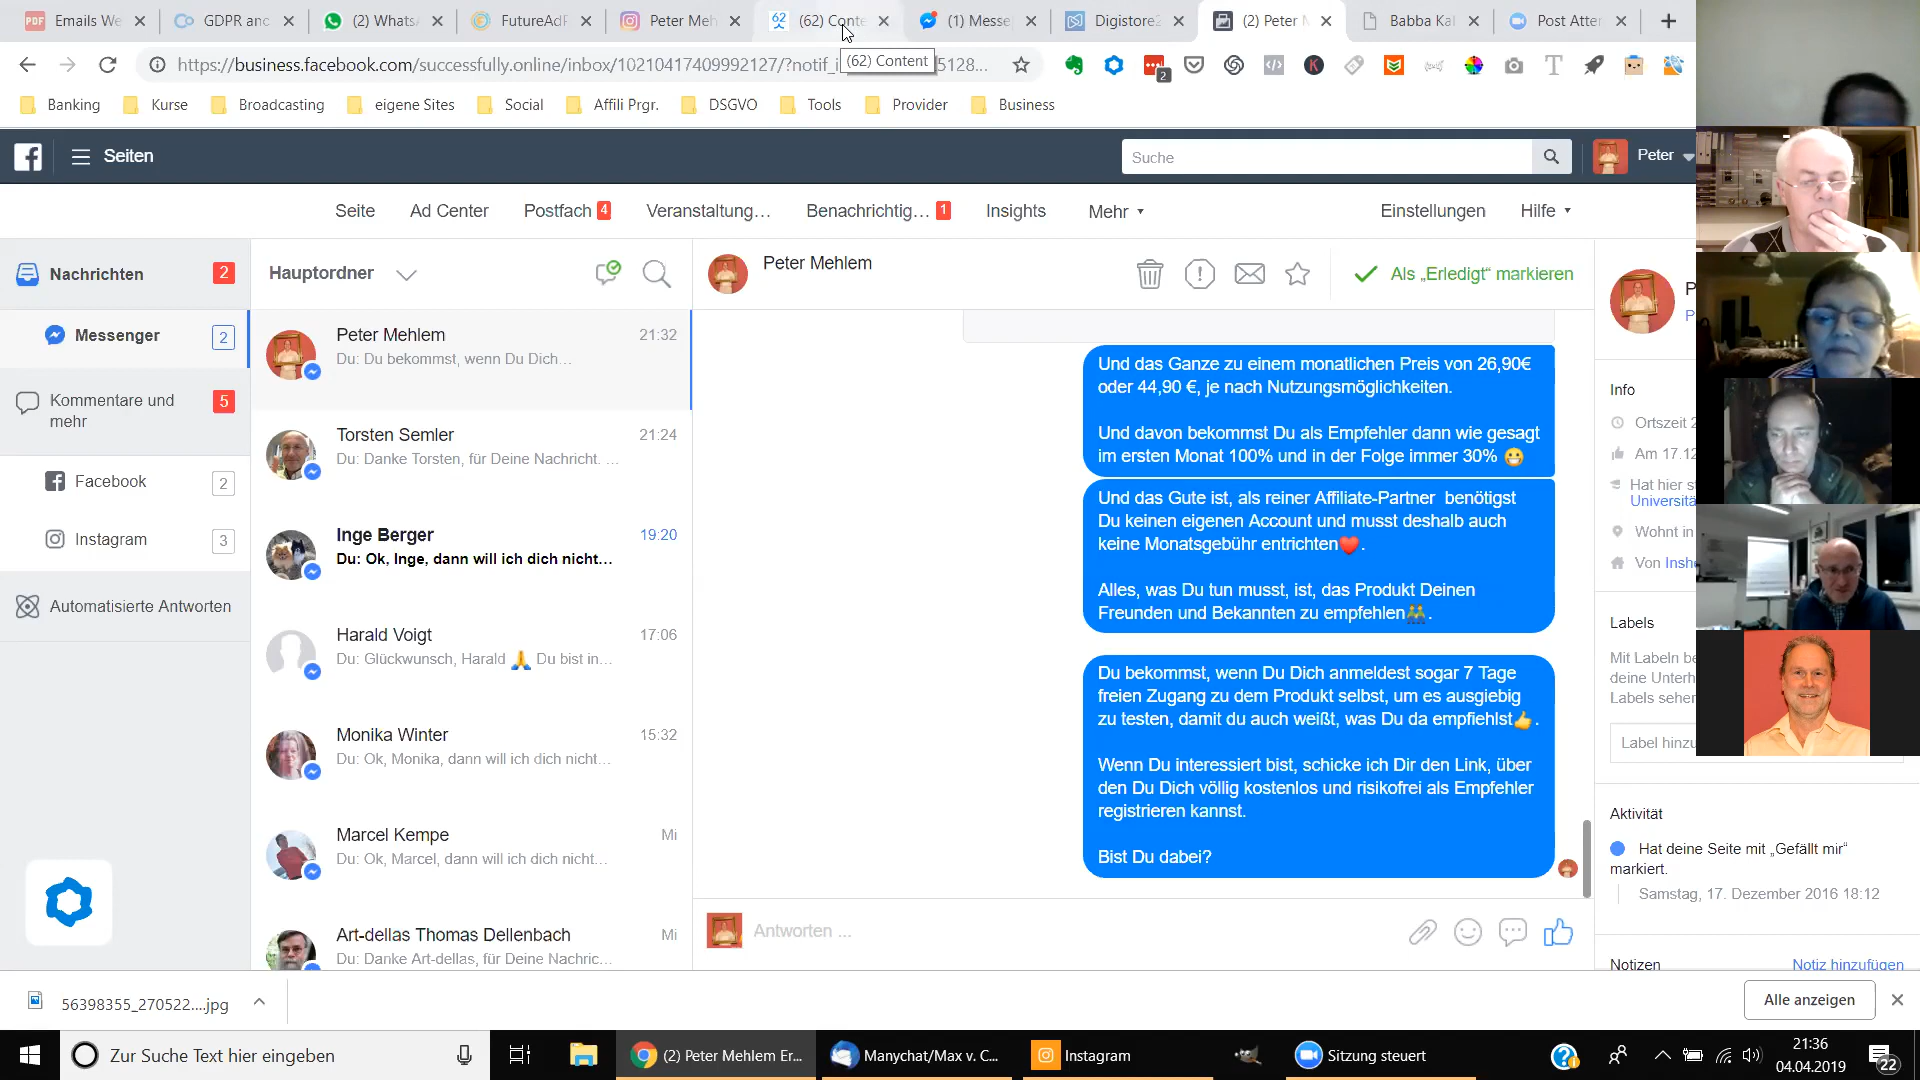 Emails We
GDPR anc
(2) Whats
FutureAdF
Peter Meh
62
(62) Conte
(1) Messe
Digistore2
(2) Peter
Babba Ka
Post Atter
https://business.facebook.com/successfully.online/inbox/10210417409992127/?notif_i
5128...
(62) Content
2
Banking
Kurse
Broadcasting
eigene Sites
Social
Affili Prgr.
DSGVO
Tools
Provider
Business
Seiten
Suche
Peter
Seite
Ad Center
Postfach 4
Veranstaltung...
Benachrichtig... 1
Insights
Mehr
Einstellungen
Hilfe
Nachrichten 2
Messenger 2
Kommentare und
mehr
5
Facebook 2
Instagram 3
Automatisierte Antworten
Hauptordner
Peter Mehlem 21:32
Du: Du bekommst, wenn Du Dich...
Torsten Semler 21:24
Du: Danke Torsten, für Deine Nachricht. ...
Inge Berger 19:20
Du: Ok, Inge, dann will ich dich nicht...
Harald Voigt 17:06
Du: Glückwunsch, Harald 🙏 Du bist in...
Monika Winter 15:32
Du: Ok, Monika, dann will ich dich nicht...
Marcel Kempe Mi
Du: Ok, Marcel, dann will ich dich nicht...
Art-dellas Thomas Dellenbach Mi
Du: Danke Art-dellas, für Deine Nachric...
Peter Mehlem
Als „Erledigt“ markieren
Und das Ganze zu einem monatlichen Preis von 26,90€
oder 44,90 €, je nach Nutzungsmöglichkeiten.
Und davon bekommst Du als Empfehler dann wie gesagt
im ersten Monat 100% und in der Folge immer 30% 😀
Und das Gute ist, als reiner Affiliate-Partner benötigst
Du keinen eigenen Account und musst deshalb auch
keine Monatsgebühr entrichten❤️.
Alles, was Du tun musst, ist, das Produkt Deinen
Freunden und Bekannten zu empfehlen👥.
Du bekommst, wenn Du Dich anmeldest sogar 7 Tage
freien Zugang zu dem Produkt selbst, um es ausgiebig
zu testen, damit du auch weißt, was Du da empfiehlst👍.
Wenn Du interessiert bist, schicke ich Dir den Link, über
den Du Dich völlig kostenlos und risikofrei als Empfehler
registrieren kannst.
Bist Du dabei?
Antworten ...
P
P
Info
Ortszeit 2
Am 17.12
Hat hier st
Universitä
Wohnt in
Von Inshe
Labels
Mit Labeln be
deine Unterh
Labels seher
Label hinzu
Aktivität
Hat deine Seite mit „Gefällt mir“
markiert.
Samstag, 17. Dezember 2016 18:12
Notizen
Notiz hinzufügen
56398355_270522....jpg
Alle anzeigen
Zur Suche Text hier eingeben
(2) Peter Mehlem Er...
Manychat/Max v. C...
Instagram
Sitzung steuert
21:36
04.04.2019
22